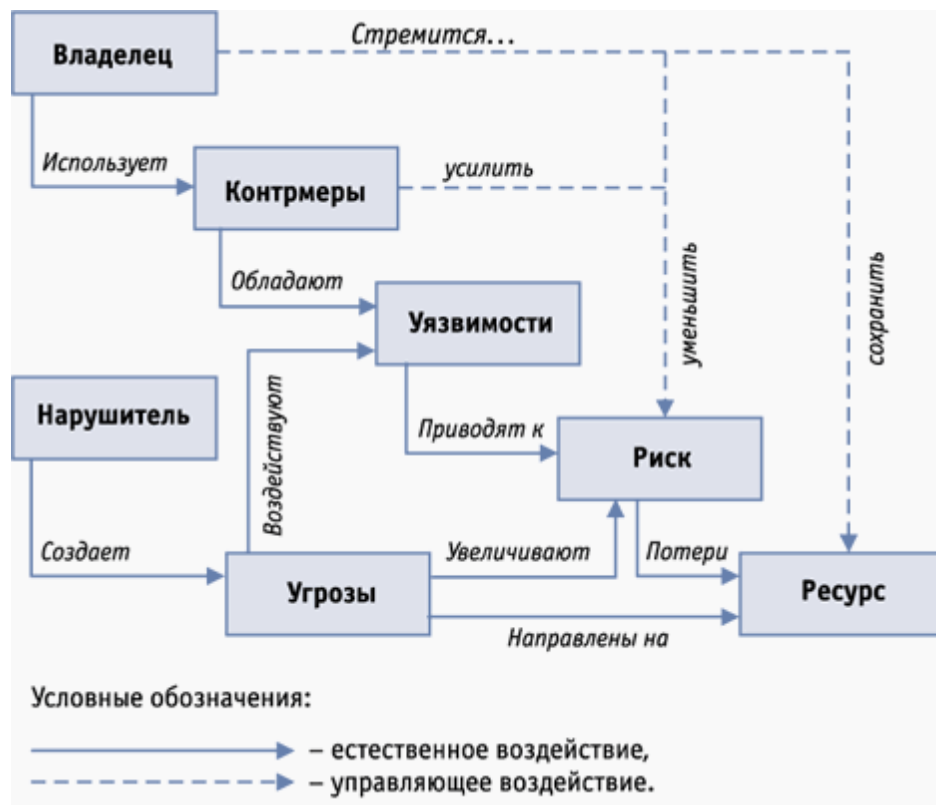 Владелец
Стремится...
Использует
Контрмеры
усилить
Обладают
уменьшить
сохранить
Уязвимости
Воздействуют
Нарушитель
Приводят к
Риск
Создает
Увеличивают
Потери
Угрозы
Ресурс
Направлены на
Условные обозначения:
– естественное воздействие,
– управляющее воздействие.